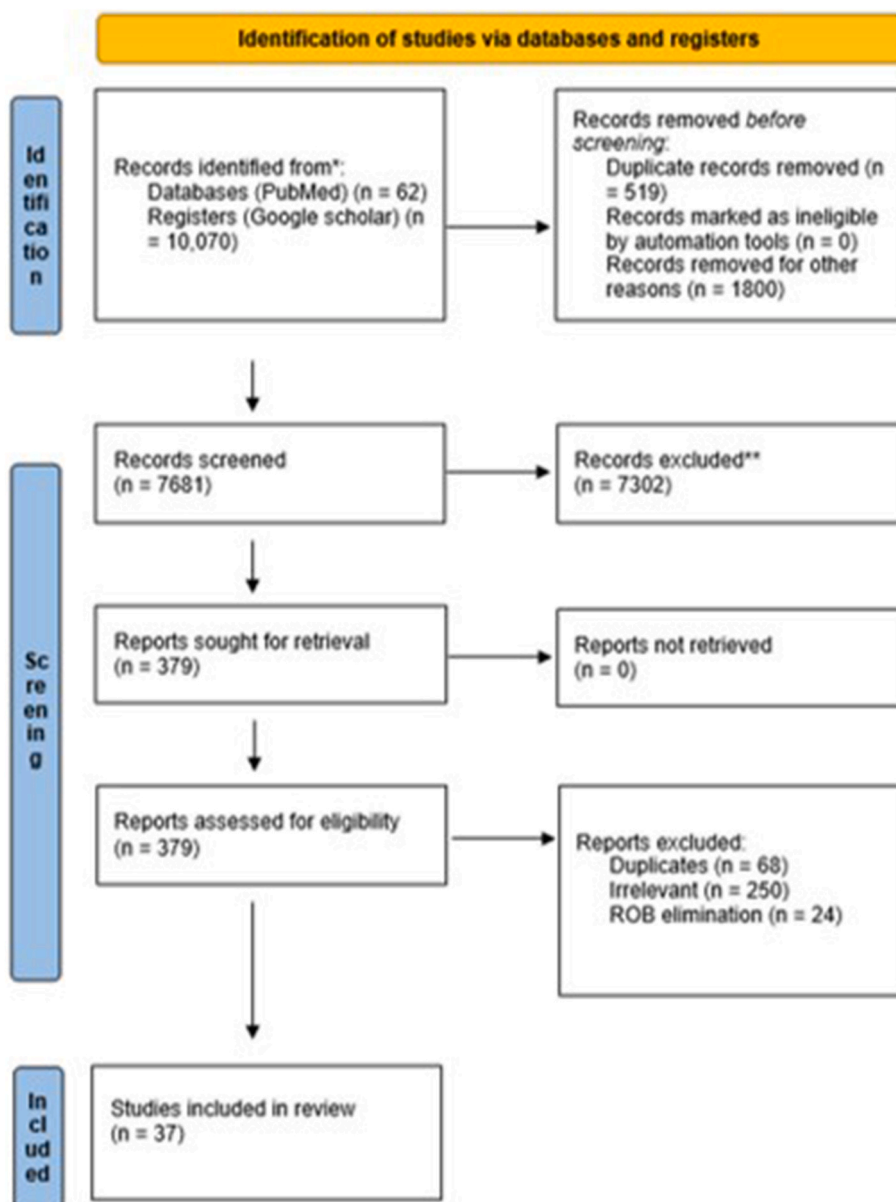 Identification of studies via databases and registers
Id
en
tifi
ca
tio
n
Records identified from*:
Databases (PubMed) (n = 62)
Registers (Google scholar) (n
= 10,070)
Records removed before
screening:
Duplicate records removed (n
= 519)
Records marked as ineligible
by automation tools (n = 0)
Records removed for other
reasons (n = 1800)
Sc
re
en
in
g
Records screened
(n = 7681)
Records excluded**
(n = 7302)
Reports sought for retrieval
(n = 379)
Reports not retrieved
(n = 0)
Reports assessed for eligibility
(n = 379)
Reports excluded:
Duplicates (n = 68)
Irrelevant (n = 250)
ROB elimination (n = 24)
In
cl
ud
ed
Studies included in review
(n = 37)